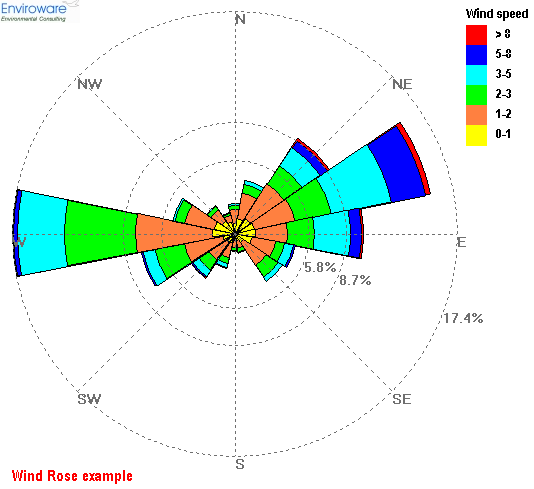 Enviroware
Environmental Consulting
N
Wind speed
> 8
5-8
3-5
2-3
1-2
0-1
NW
NE
W
E
5.8%
8.7%
17.4%
SW
SE
S
Wind Rose example